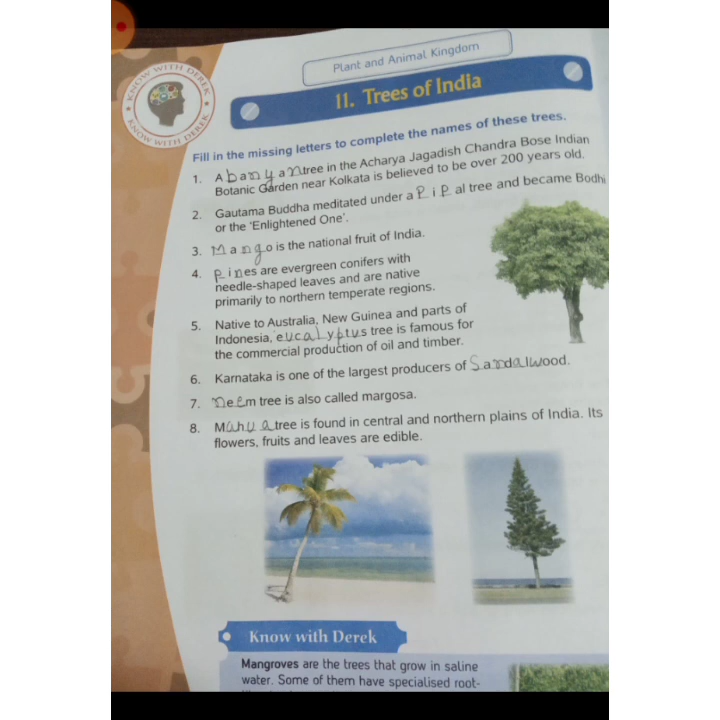 Plant and Animal Kingdom
KNOW WITH DEREK
KNOW WITH DEREK
11. Trees of India
Fill in the missing letters to complete the names of these trees.
1. A banyan tree in the Acharya Jagadish Chandra Bose Indian
Botanic Garden near Kolkata is believed to be over 200 years old.
2. Gautama Buddha meditated under a Pipal tree and became Bodhi
or the 'Enlightened One'.
3. Mango is the national fruit of India.
4. pines are evergreen conifers with
needle-shaped leaves and are native
primarily to northern temperate regions.
5. Native to Australia, New Guinea and parts of
Indonesia, eucalyptus tree is famous for
the commercial production of oil and timber.
6. Karnataka is one of the largest producers of Sandalwood.
7. Neem tree is also called margosa.
8. Mahua tree is found in central and northern plains of India. Its
flowers, fruits and leaves are edible.
Know with Derek
Mangroves are the trees that grow in saline
water. Some of them have specialised root-